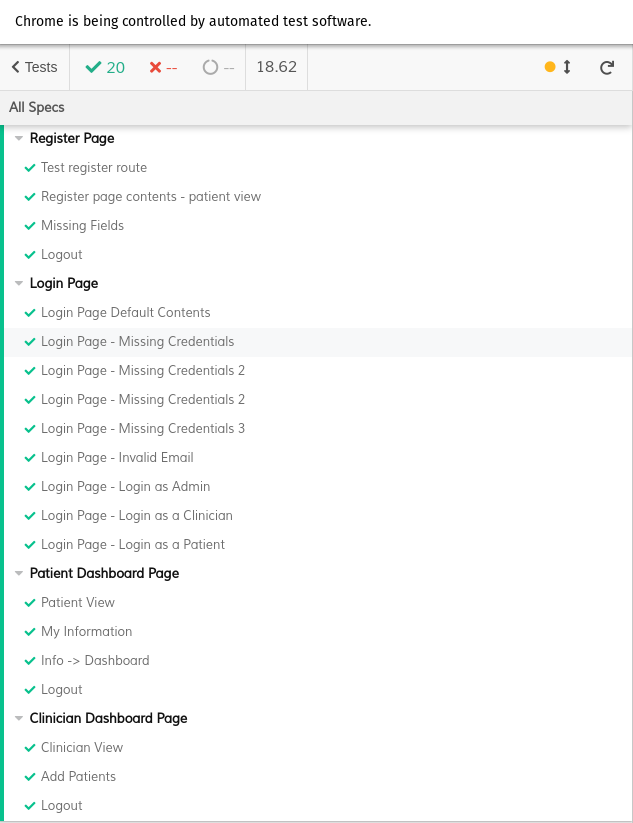 Chrome is being controlled by automated test software.
Tests 20 -- -- 18.62
All Specs
Register Page
Test register route
Register page contents - patient view
Missing Fields
Logout
Login Page
Login Page Default Contents
Login Page - Missing Credentials
Login Page - Missing Credentials 2
Login Page - Missing Credentials 2
Login Page - Missing Credentials 3
Login Page - Invalid Email
Login Page - Login as Admin
Login Page - Login as a Clinician
Login Page - Login as a Patient
Patient Dashboard Page
Patient View
My Information
Info -> Dashboard
Logout
Clinician Dashboard Page
Clinician View
Add Patients
Logout